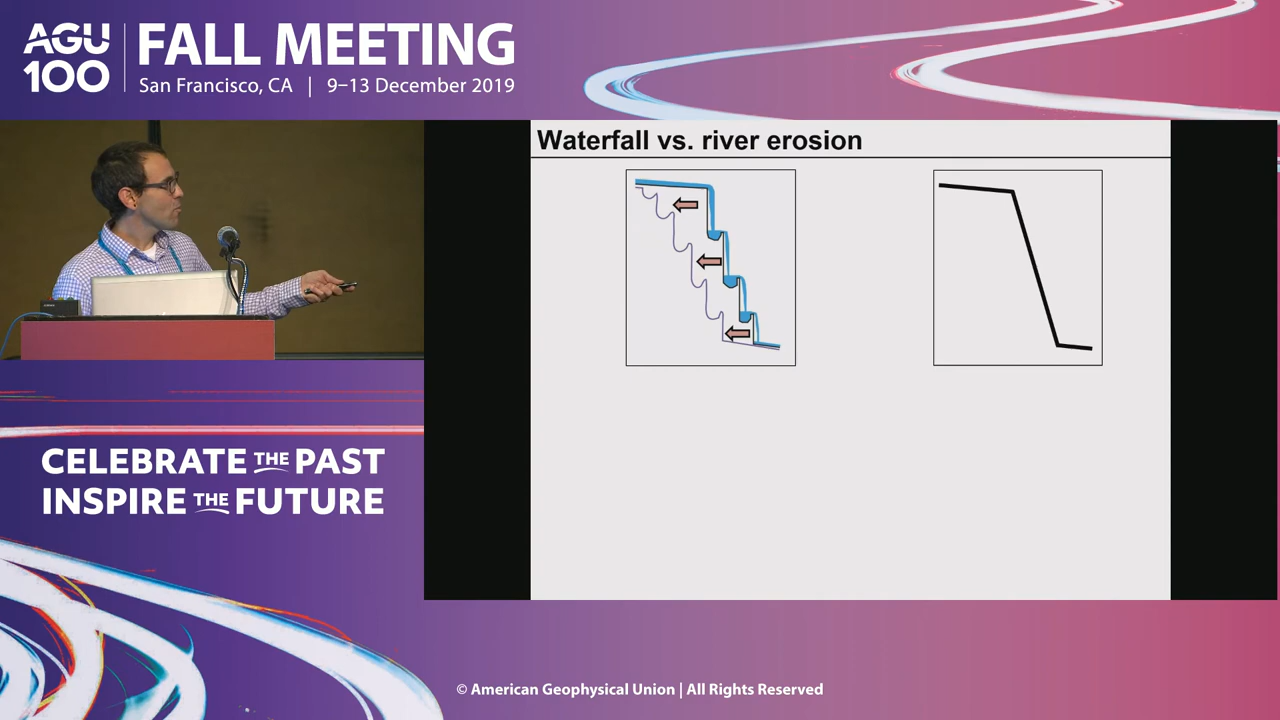 AGU
100
FALL MEETING
San Francisco, CA | 9–13 December 2019
Waterfall vs. river erosion
CELEBRATE THE PAST
INSPIRE THE FUTURE
© American Geophysical Union | All Rights Reserved